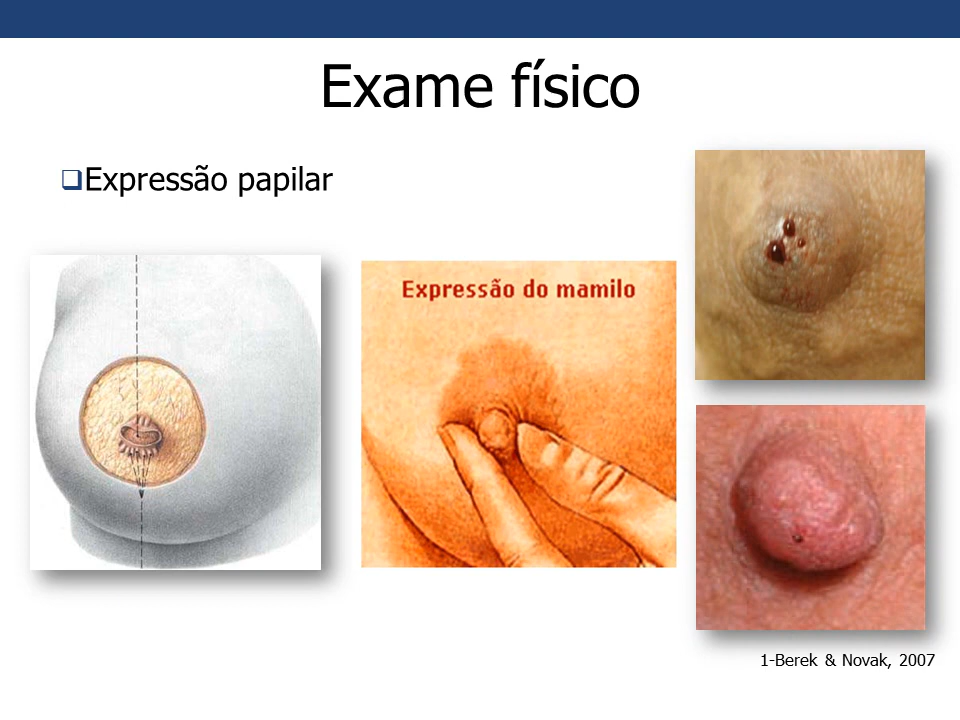 Exame físico
Expressão papilar
Expressão do mamilo
1-Berek & Novak, 2007